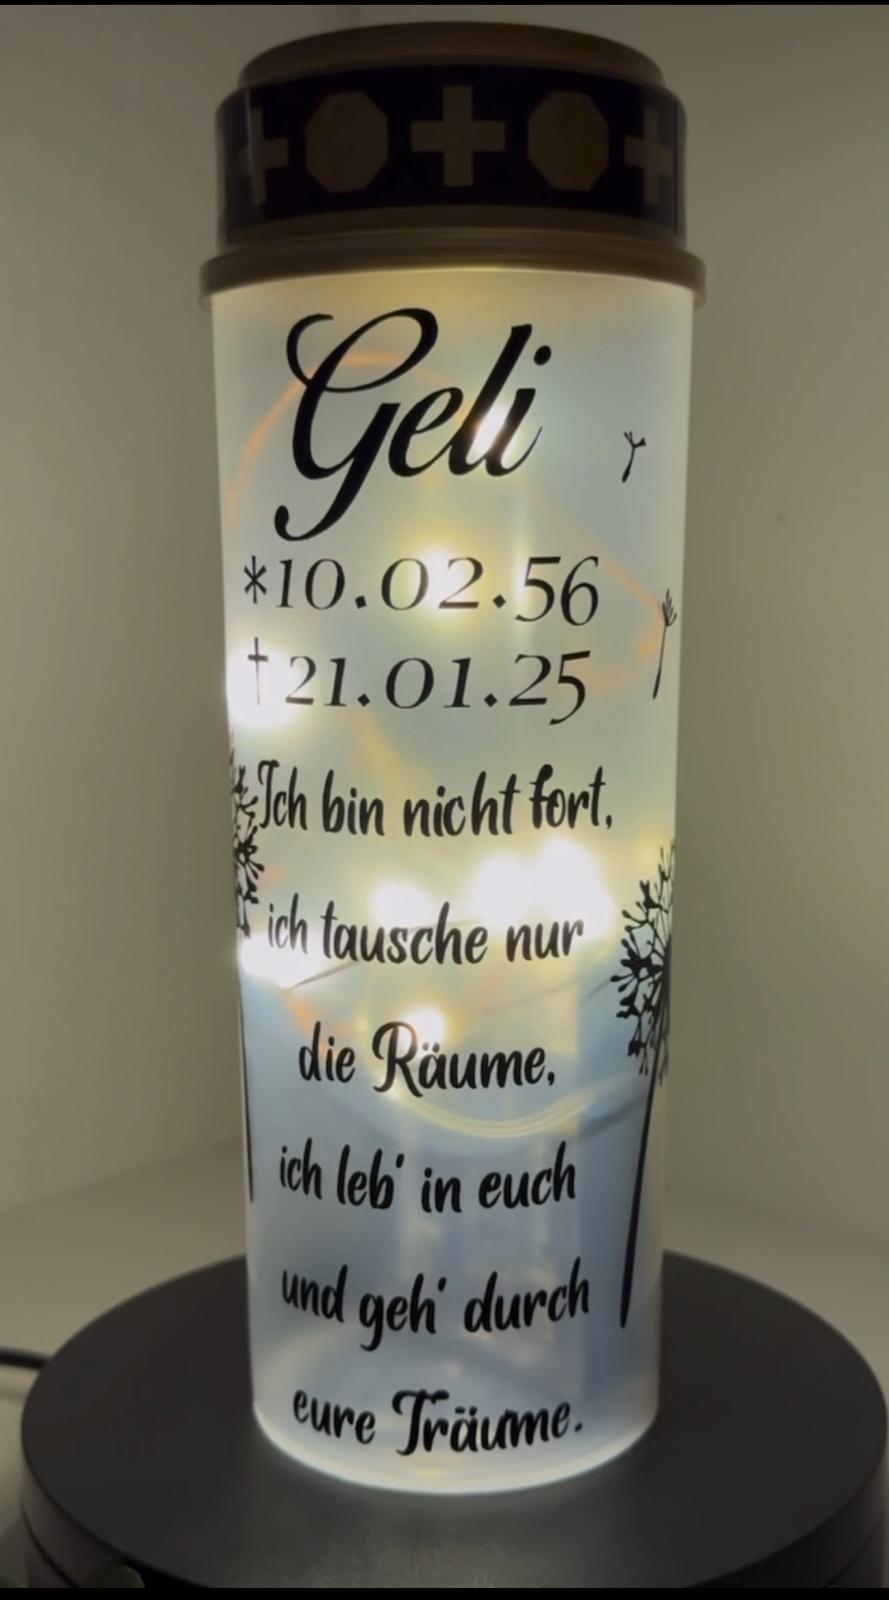 Geli
*10.02.56
†21.01.25
Ich bin nicht fort,
ich tausche nur
die Räume,
ich leb' in euch
und geh' durch
eure Träume.